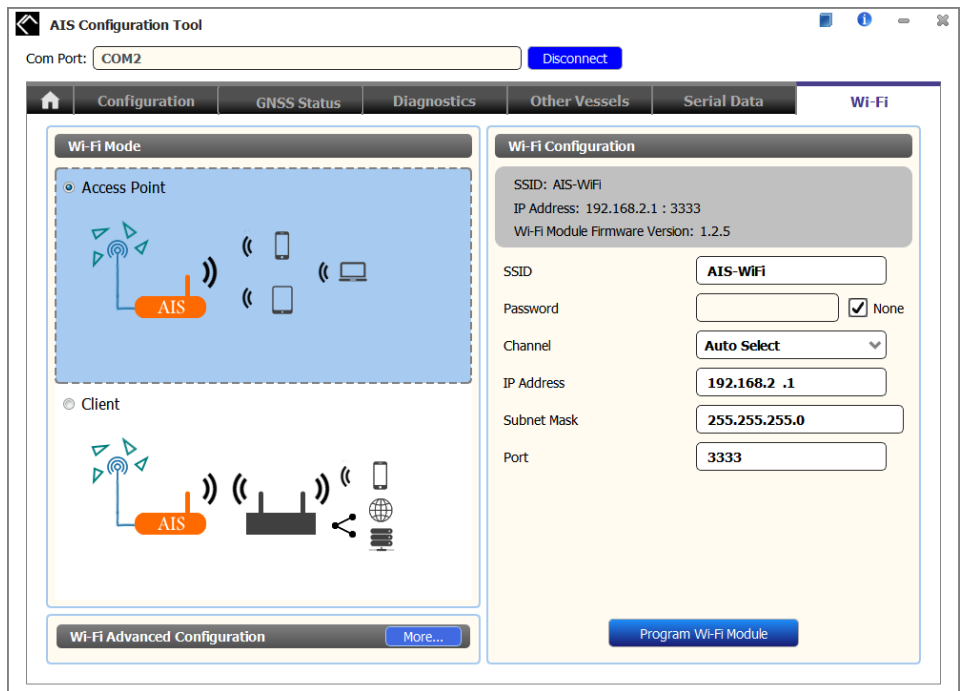 AIS Configuration Tool
Com Port: COM2 Disconnect
Configuration GNSS Status Diagnostics Other Vessels Serial Data Wi-Fi
Wi-Fi Mode
Access Point
AIS
Client
AIS
Wi-Fi Advanced Configuration More...
Wi-Fi Configuration
SSID: AIS-WiFi
IP Address: 192.168.2.1 : 3333
Wi-Fi Module Firmware Version: 1.2.5
SSID AIS-WiFi
Password None
Channel Auto Select
IP Address 192.168.2 .1
Subnet Mask 255.255.255.0
Port 3333
Program Wi-Fi Module